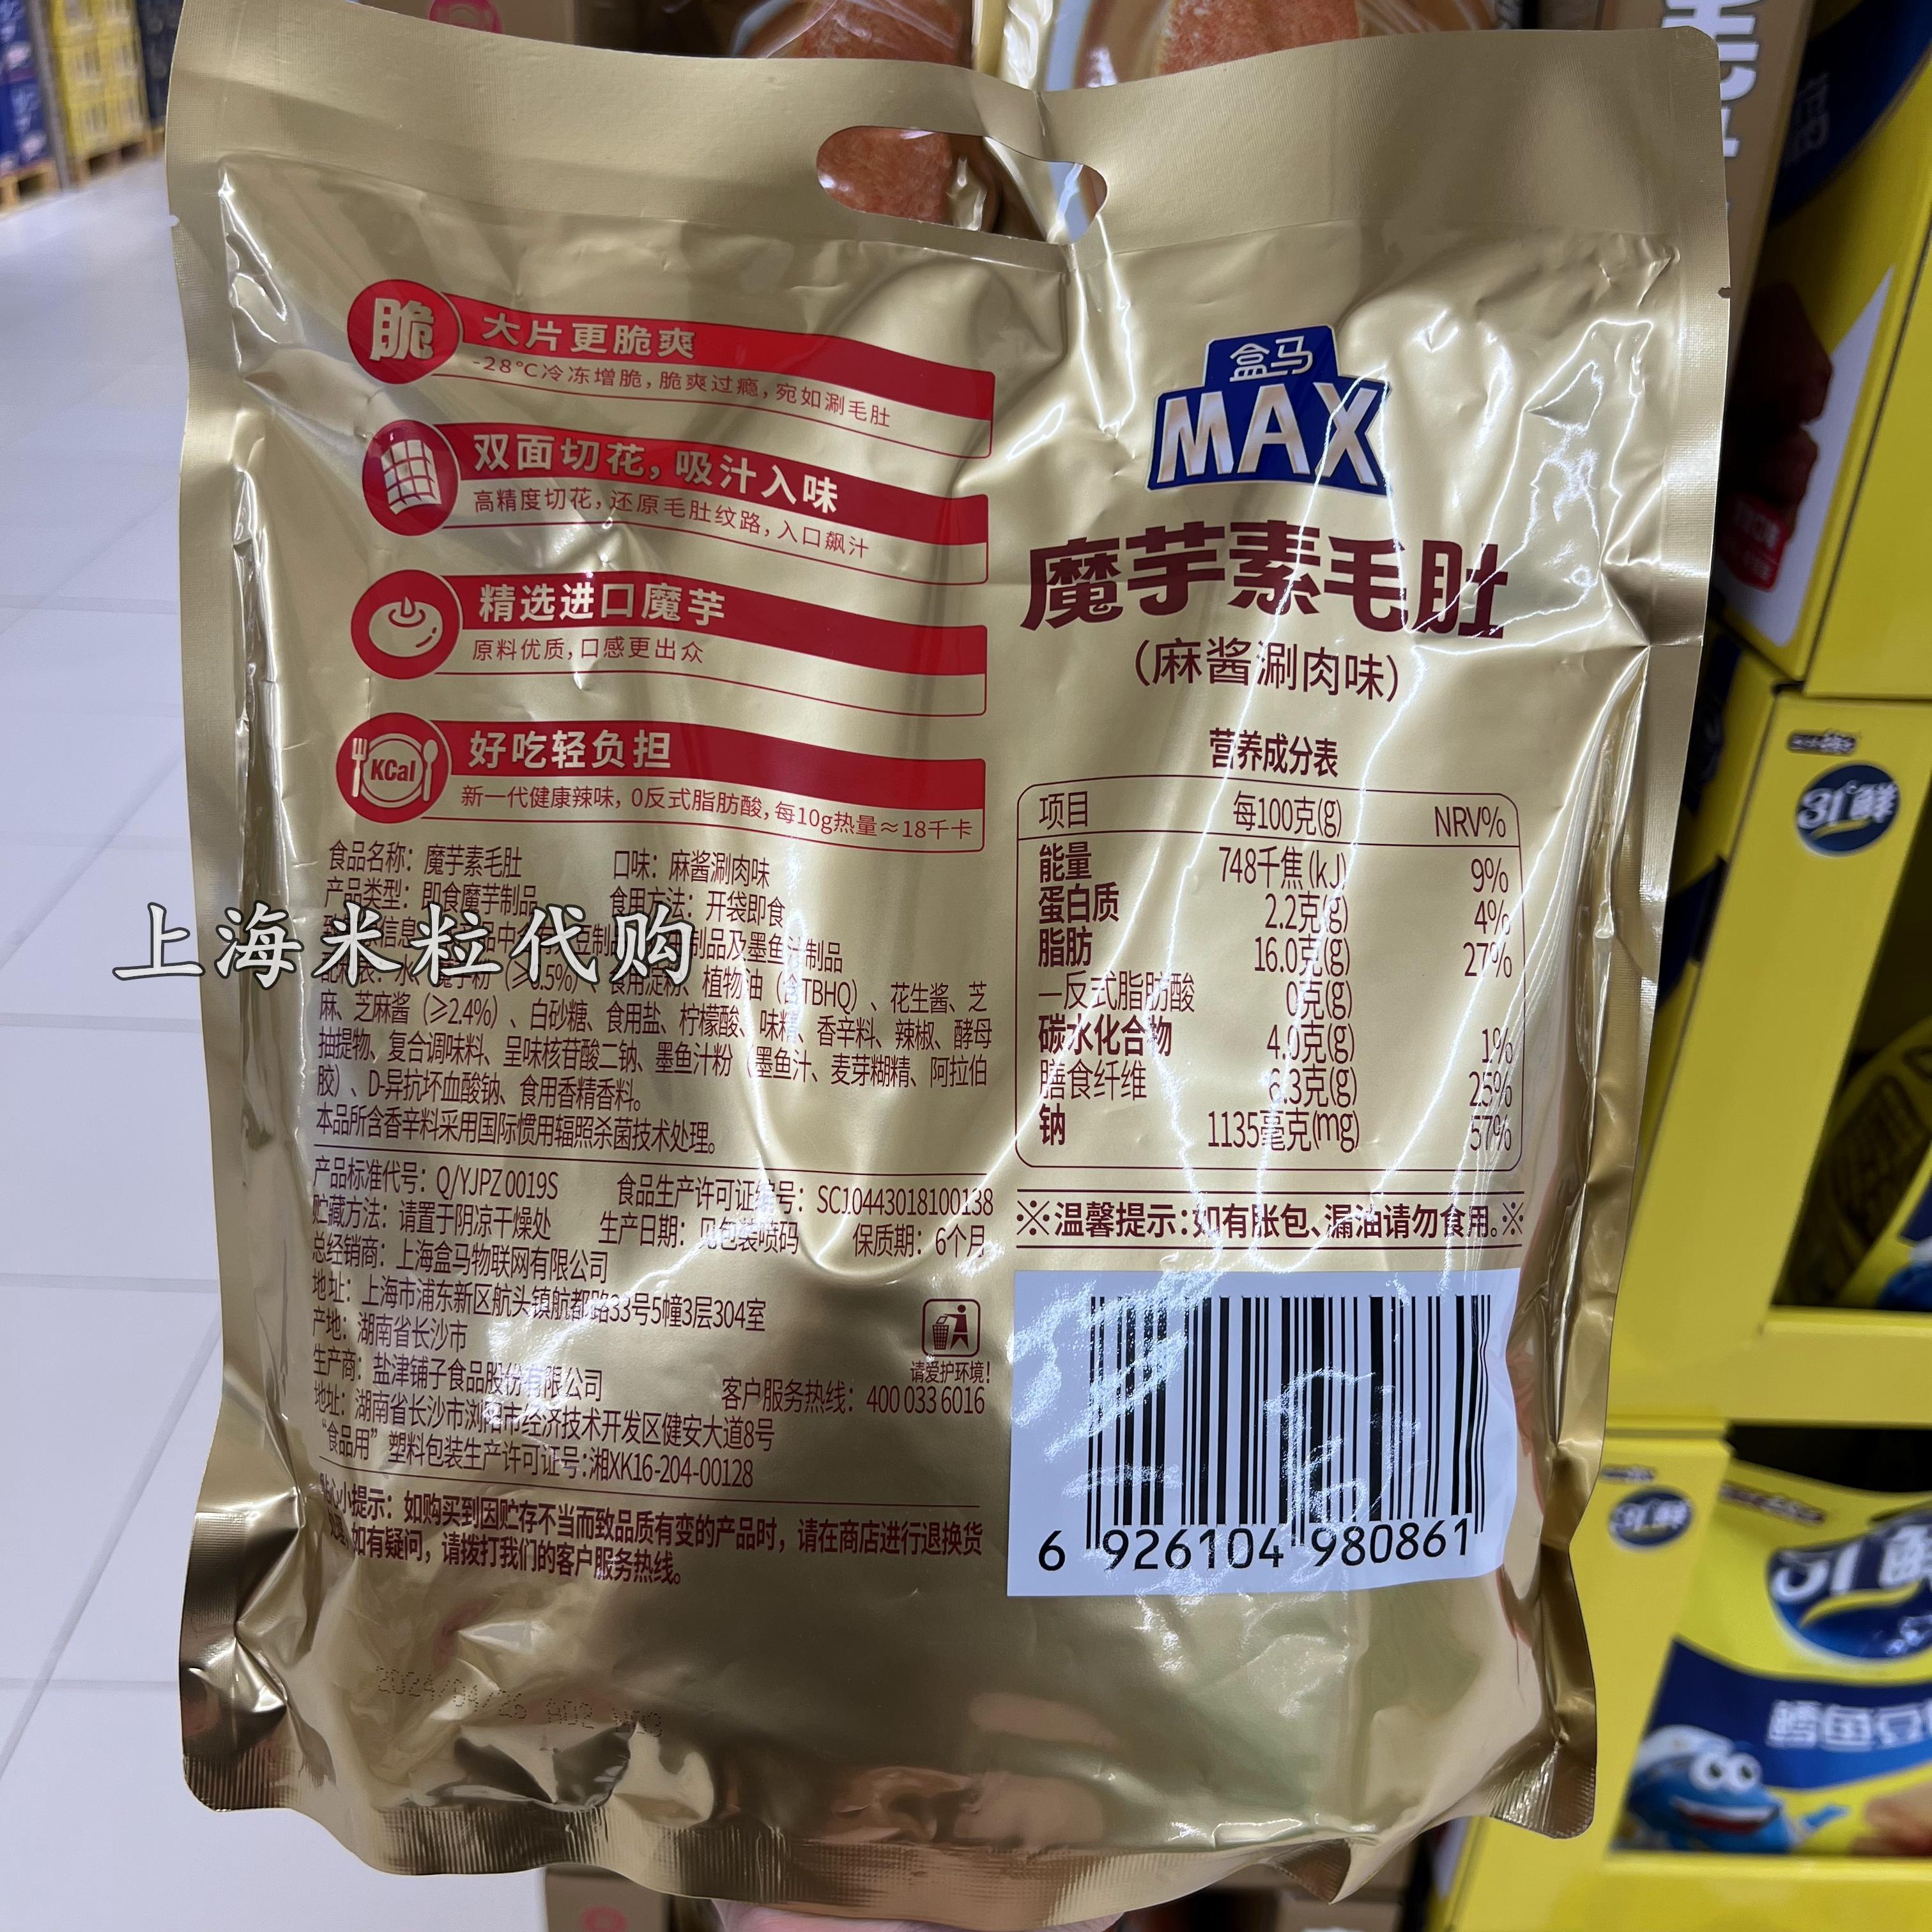 脆
大片更脆爽
-28°C冷冻增脆，脆爽过瘾，宛如涮毛肚
双面切花，吸汁入味
高精度切花，还原毛肚纹路，入口飙汁
精选进口魔芋
原料优质，口感更出众
KCal
好吃轻负担
新一代健康辣味，0反式脂肪酸，每10g热量≈18千卡
食品名称：魔芋素毛肚 口味：麻酱涮肉味
产品类型：即食魔芋制品 食用方法：开袋即食
制品及墨鱼汁制品
食用淀粉、植物油（含TBHQ）、花生酱、芝
麻、芝麻酱（≥2.4%）、白砂糖、食用盐、柠檬酸、味精、香辛料、辣椒、酵母
抽提物、复合调味料、呈味核苷酸二钠、墨鱼汁粉（墨鱼汁、麦芽糊精、阿拉伯
胶）、D-异抗坏血酸钠、食用香精香料。
本品所含香辛料采用国际惯用辐照杀菌技术处理。
产品标准代号：Q/YJPZ 0019S 食品生产许可证编号：SC10443018100138
贮藏方法：请置于阴凉干燥处 生产日期：见包装喷码 保质期：6个月
总经销商：上海盒马物联网有限公司
地址：上海市浦东新区航头镇航都路33号5幢3层304室
产地：湖南省长沙市
生产商：盐津铺子食品股份有限公司
请爱护环境！
客户服务热线：400 033 6016
地址：湖南省长沙市浏阳市经济技术开发区健安大道8号
“食品用”塑料包装生产许可证号：湘XK16-204-00128
贴心小提示：如购买到因贮存不当而致品质有变的产品时，请在商店进行退换货
如有疑问，请拨打我们的客户服务热线。
2024/04/26 A02
盒马
MAX
魔芋素毛肚
（麻酱涮肉味）
营养成分表
项目 每100克(g) NRV%
能量 748千焦(kJ) 9%
蛋白质 2.2克(g) 4%
脂肪 16.0克(g) 27%
—反式脂肪酸 0克(g)
碳水化合物 4.0克(g) 1%
膳食纤维 6.3克(g) 25%
钠 1135毫克(mg) 57%
※温馨提示：如有胀包、漏油请勿食用。※
6 926104 980861
上海米粒代购
31°鲜
31°鲜
31°鲜
鳕鱼豆